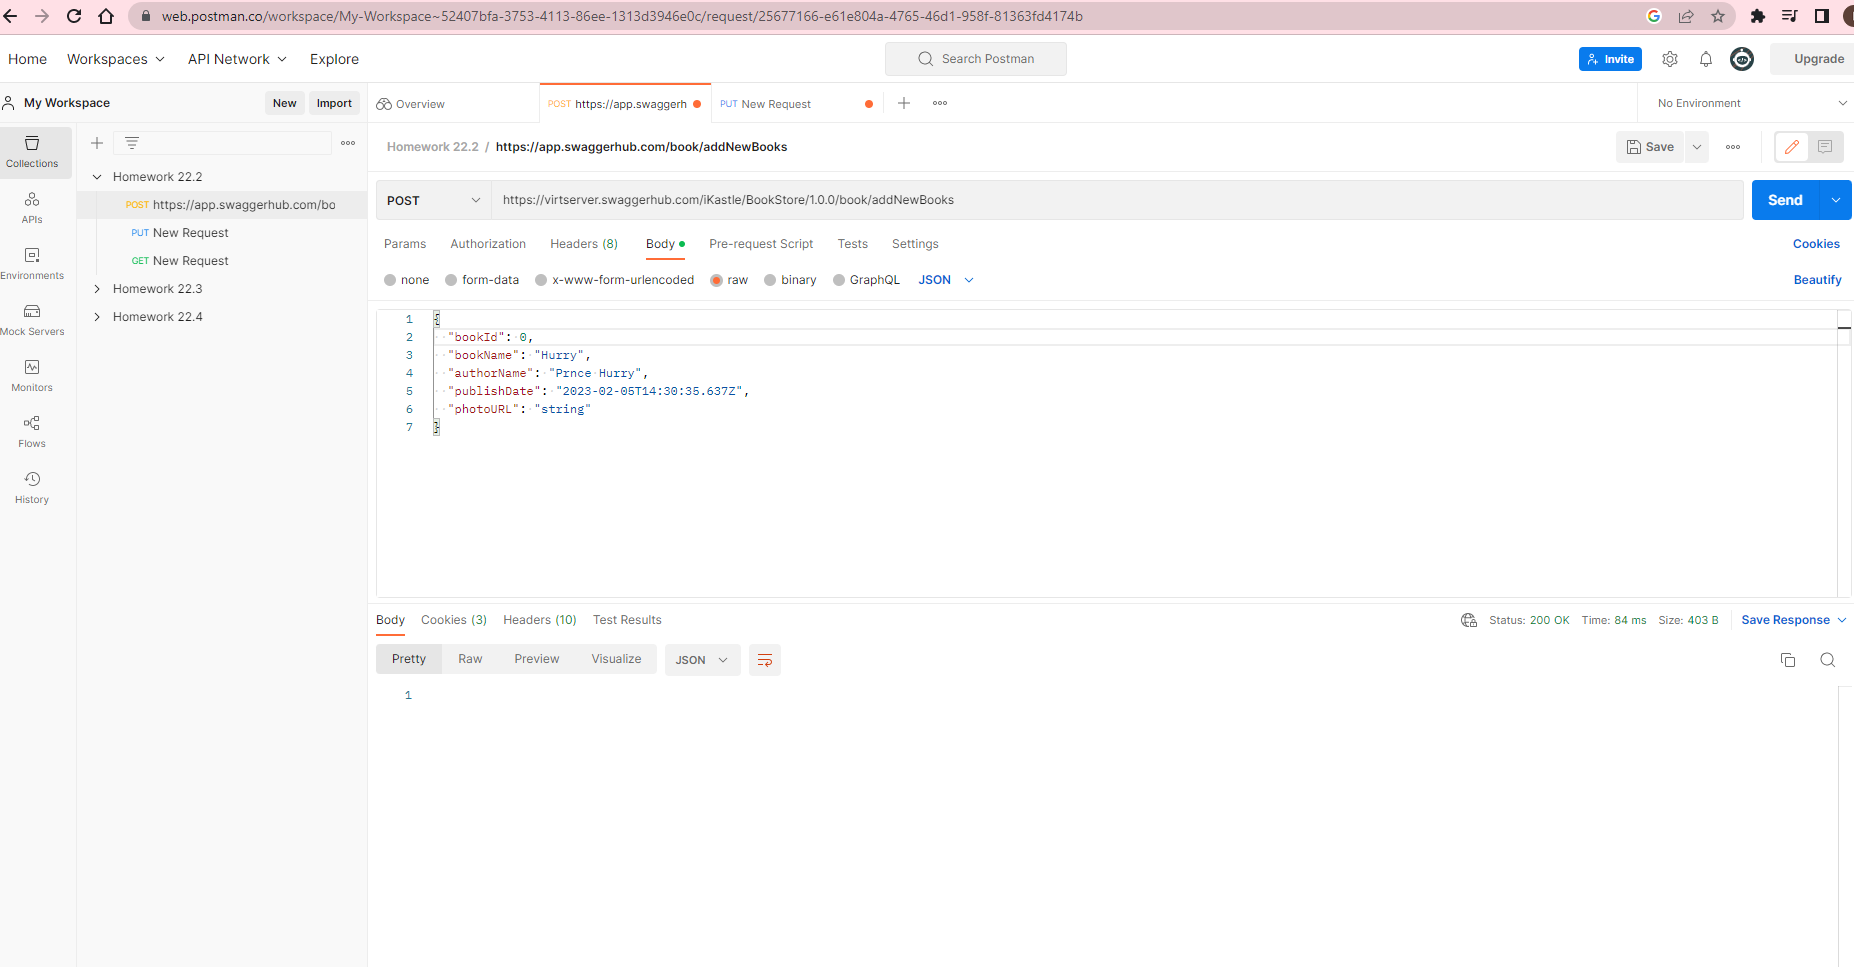 web.postman.co/workspace/My-Workspace~52407bfa-3753-4113-86ee-1313d3946e0c/request/25677166-e61e804a-4765-46d1-958f-81363fd4174b
Home Workspaces API Network Explore Search Postman Invite Upgrade
My Workspace New Import Overview POST https://app.swaggerh PUT New Request No Environment
Homework 22.2 / https://app.swaggerhub.com/book/addNewBooks Save
Collections
APIs
Environments
Mock Servers
Monitors
Flows
History
Homework 22.2
POST https://app.swaggerhub.com/bo
PUT New Request
GET New Request
Homework 22.3
Homework 22.4
POST https://virtserver.swaggerhub.com/iKastle/BookStore/1.0.0/book/addNewBooks Send
Params Authorization Headers (8) Body Pre-request Script Tests Settings Cookies
none form-data x-www-form-urlencoded raw binary GraphQL JSON Beautify
1 {
2 "bookId": 0,
3 "bookName": "Hurry",
4 "authorName": "Prnce Hurry",
5 "publishDate": "2023-02-05T14:30:35.637Z",
6 "photoURL": "string"
7 }
Body Cookies (3) Headers (10) Test Results Status: 200 OK Time: 84 ms Size: 403 B Save Response
Pretty Raw Preview Visualize JSON
1